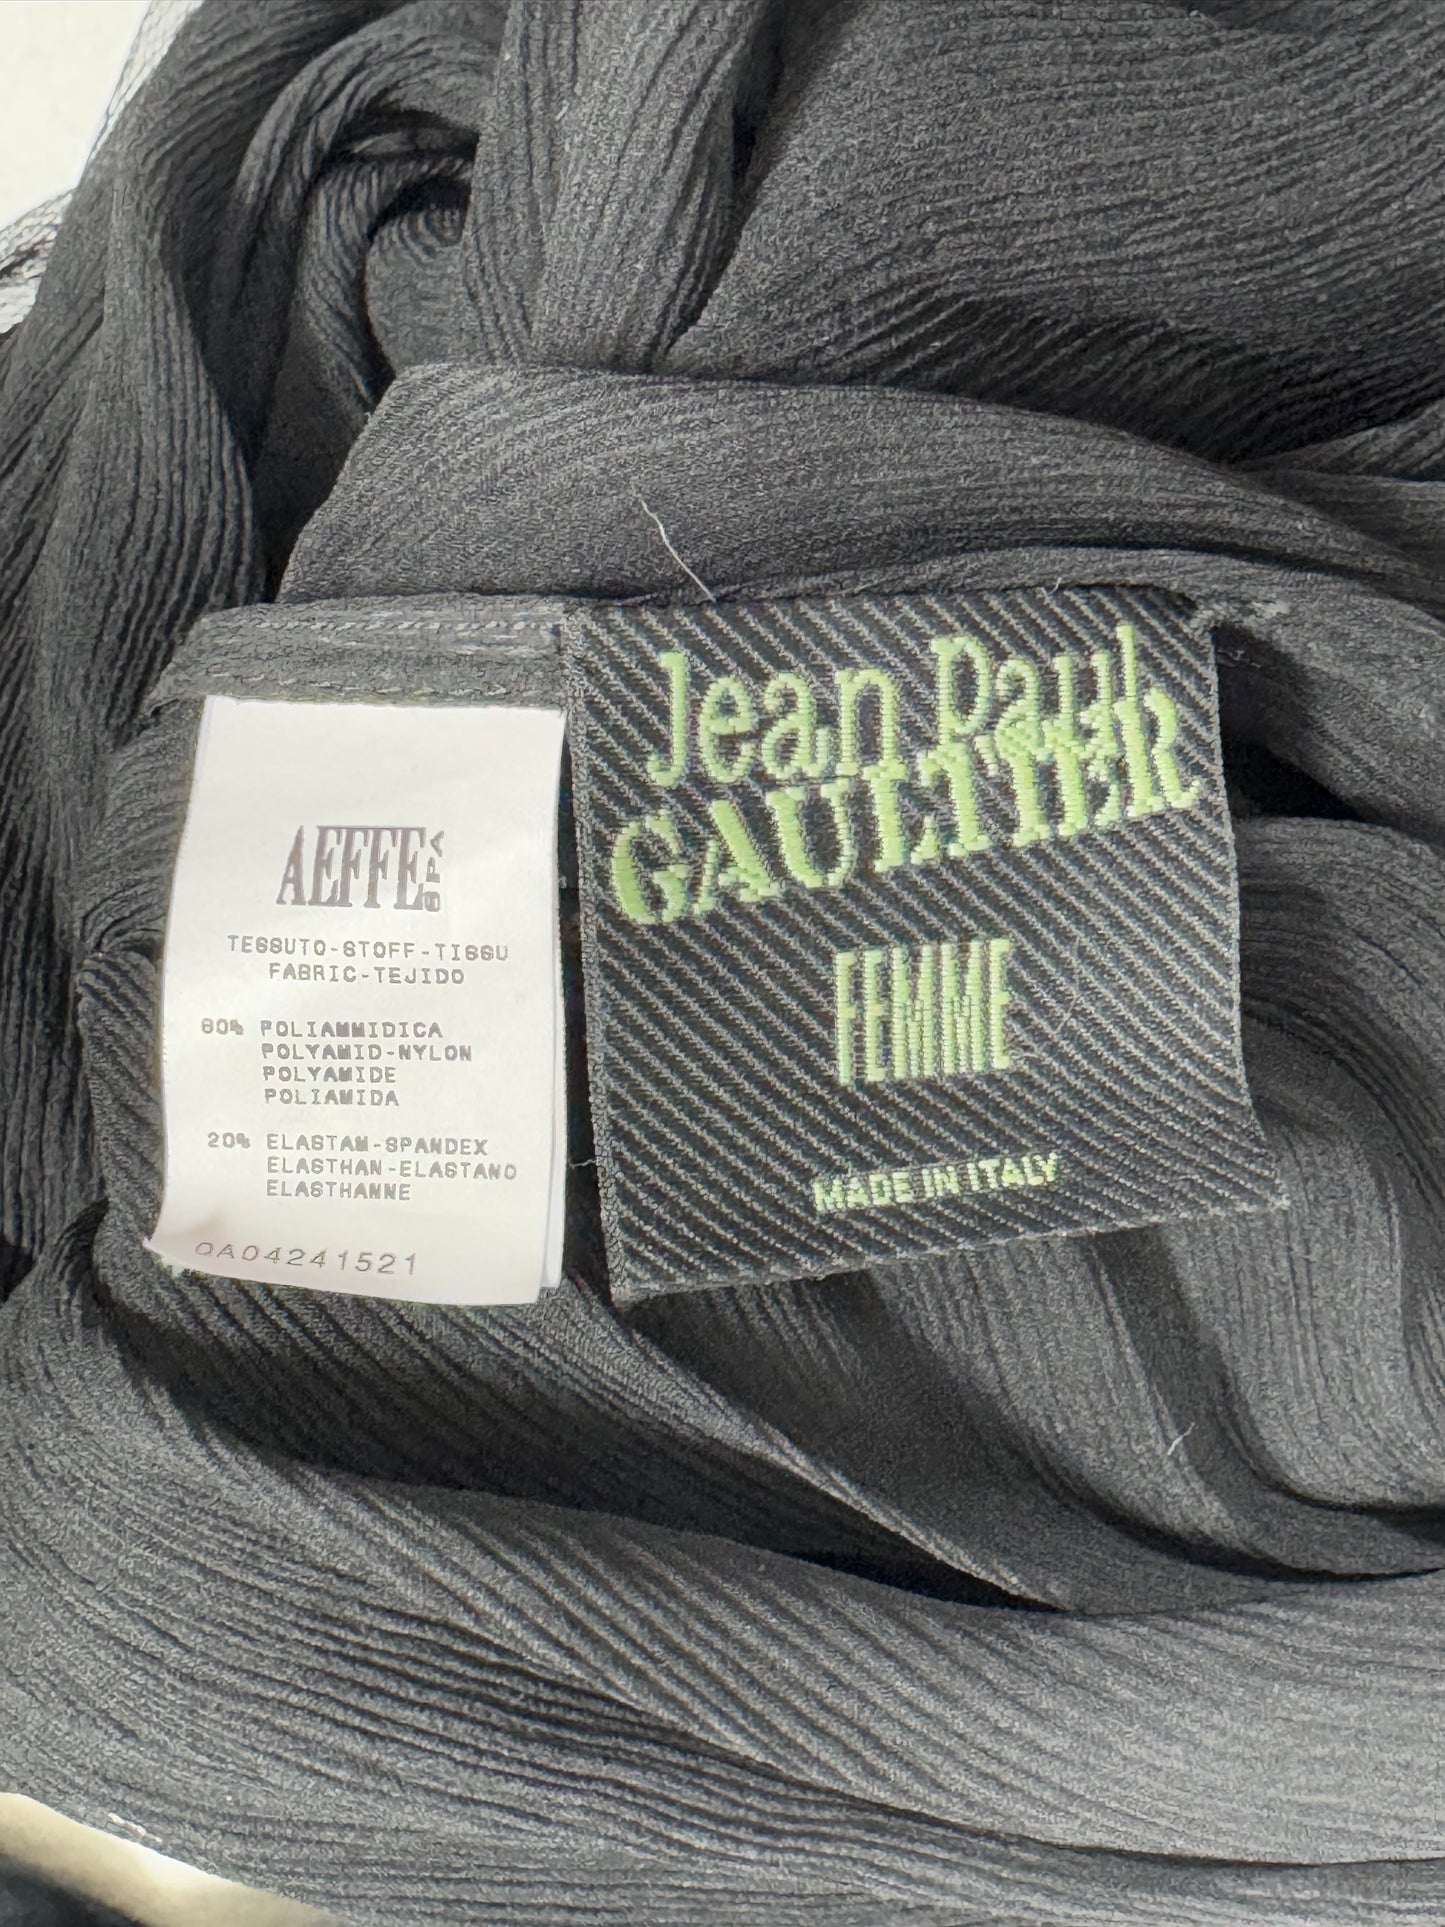 AEFFE SPA
TESSUTO-STOFF-TISSU
FABRIC-TEJIDO
80% POLIAMMIDICA
POLYAMID-NYLON
POLYAMIDE
POLIAMIDA
20% ELASTAM-SPANDEX
ELASTHAN-ELASTANO
ELASTHANNE
0A04241521
Jean Paul
GAULTIER
FEMME
MADE IN ITALY